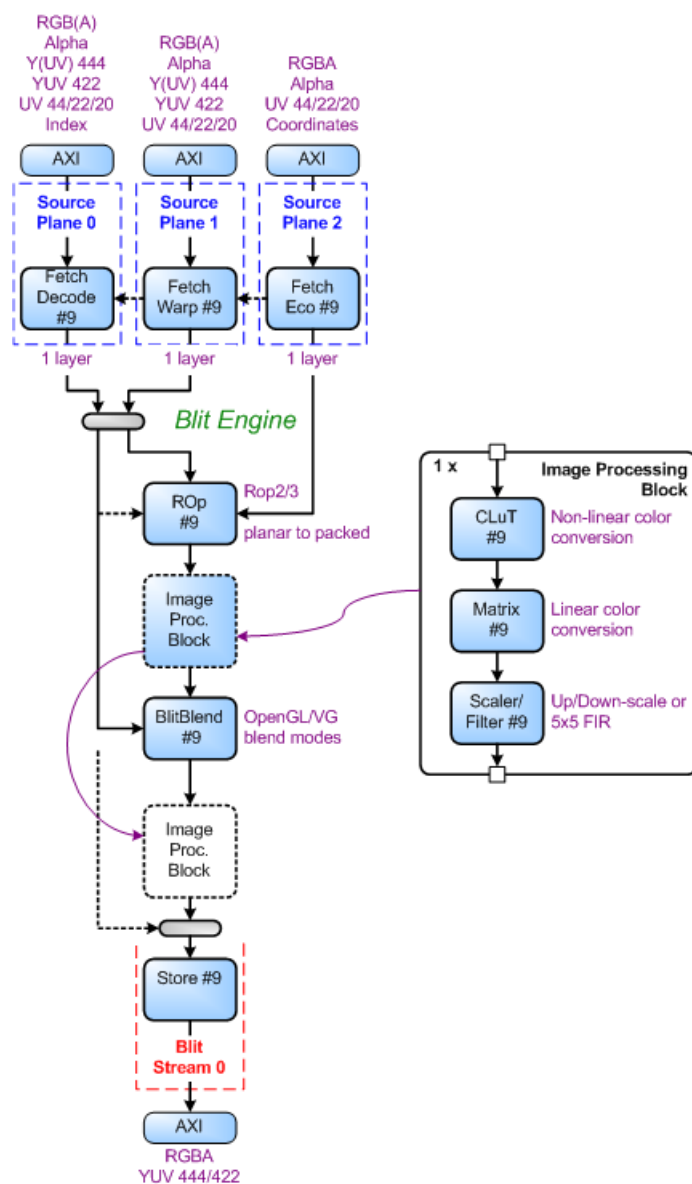 RGB(A)
Alpha
Y(UV) 444
YUV 422
UV 44/22/20
Index
RGB(A)
Alpha
Y(UV) 444
YUV 422
UV 44/22/20
RGBA
Alpha
UV 44/22/20
Coordinates
AXI
AXI
AXI
Source
Plane 0
Source
Plane 1
Source
Plane 2
Fetch
Decode
#9
Fetch
Warp #9
Fetch
Eco #9
1 layer
1 layer
1 layer
Blit Engine
ROp
#9
Rop2/3
planar to packed
Image
Proc.
Block
BlitBlend
#9
OpenGL/VG
blend modes
Image
Proc.
Block
Store #9
Blit
Stream 0
AXI
RGBA
YUV 444/422
1 x
Image Processing
Block
CLuT
#9
Non-linear color
conversion
Matrix
#9
Linear color
conversion
Scaler/
Filter #9
Up/Down-scale or
5x5 FIR